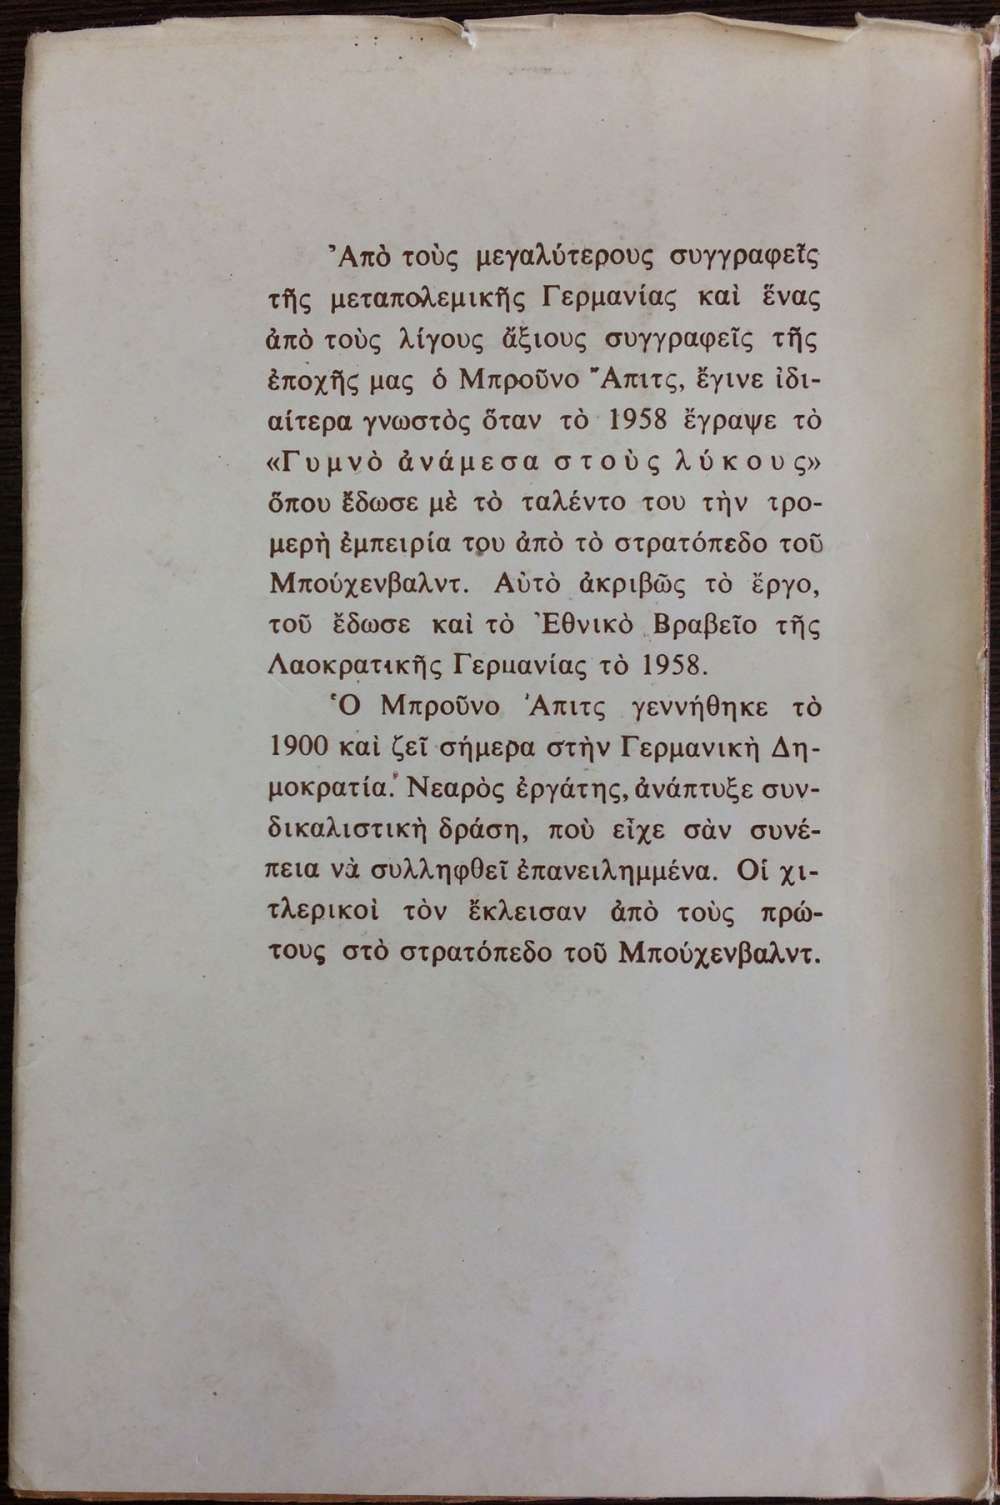 Ἀπὸ τοὺς μεγαλύτερους συγγραφεῖς
τῆς μεταπολεμικῆς Γερμανίας καὶ ἕνας
ἀπὸ τοὺς λίγους ἄξιους συγγραφεῖς τῆς
ἐποχῆς μας ὁ Μπροῦνο Ἄπιτς, ἔγινε ἰδι-
αίτερα γνωστὸς ὅταν τὸ 1958 ἔγραψε τὸ
«Γυμνὸ ἀνάμεσα στοὺς λύκους»
ὅπου ἔδωσε μὲ τὸ ταλέντο του τὴν τρο-
μερὴ ἐμπειρία του ἀπὸ τὸ στρατόπεδο τοῦ
Μπούχενβαλντ. Αὐτὸ ἀκριβῶς τὸ ἔργο,
τοῦ ἔδωσε καὶ τὸ Ἐθνικὸ Βραβεῖο τῆς
Λαοκρατικῆς Γερμανίας τὸ 1958.
Ὁ Μπροῦνο Ἄπιτς γεννήθηκε τὸ
1900 καὶ ζεῖ σήμερα στὴν Γερμανικὴ Δη-
μοκρατία. Νεαρὸς ἐργάτης, ἀνάπτυξε συν-
δικαλιστικὴ δράση, ποὺ εἶχε σὰν συνέ-
πεια νὰ συλληφθεῖ ἐπανειλημμένα. Οἱ χι-
τλερικοὶ τὸν ἔκλεισαν ἀπὸ τοὺς πρώ-
τους στὸ στρατόπεδο τοῦ Μπούχενβαλντ.